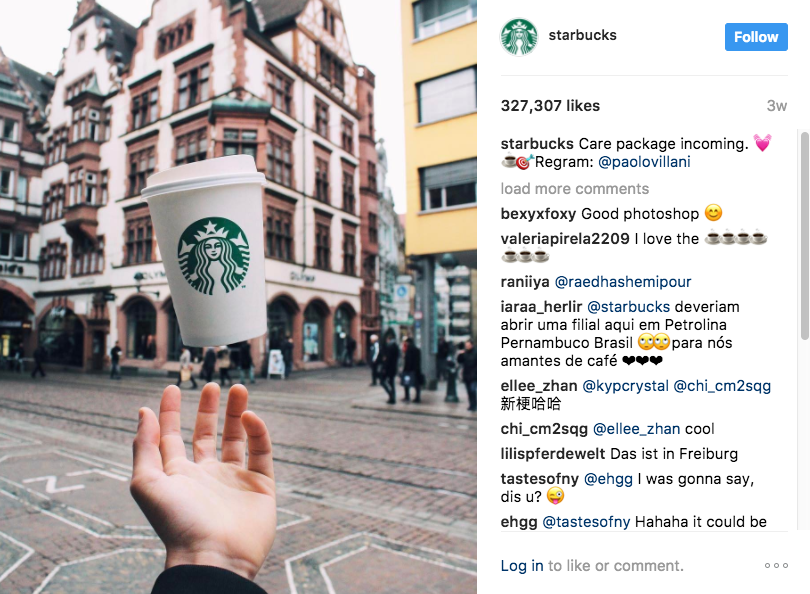 starbucks
Follow
327,307 likes
3w
starbucks Care package incoming. 💓
☕🎯Regram: @paolovillani
load more comments
bexyxfoxy Good photoshop 😊
valeriapirela2209 I love the ☕☕☕☕
☕☕☕
raniiya @raedhashemipour
iaraa_herlir @starbucks deveriam
abrir uma filial aqui em Petrolina
Pernambuco Brasil 🙄🙄para nós
amantes de café ❤❤❤
ellee_zhan @kypcrystal @chi_cm2sqg
新梗哈哈
chi_cm2sqg @ellee_zhan cool
lilispferdewelt Das ist in Freiburg
tastesofny @ehgg I was gonna say,
dis u? 😜
ehgg @tastesofny Hahaha it could be
Log in to like or comment.